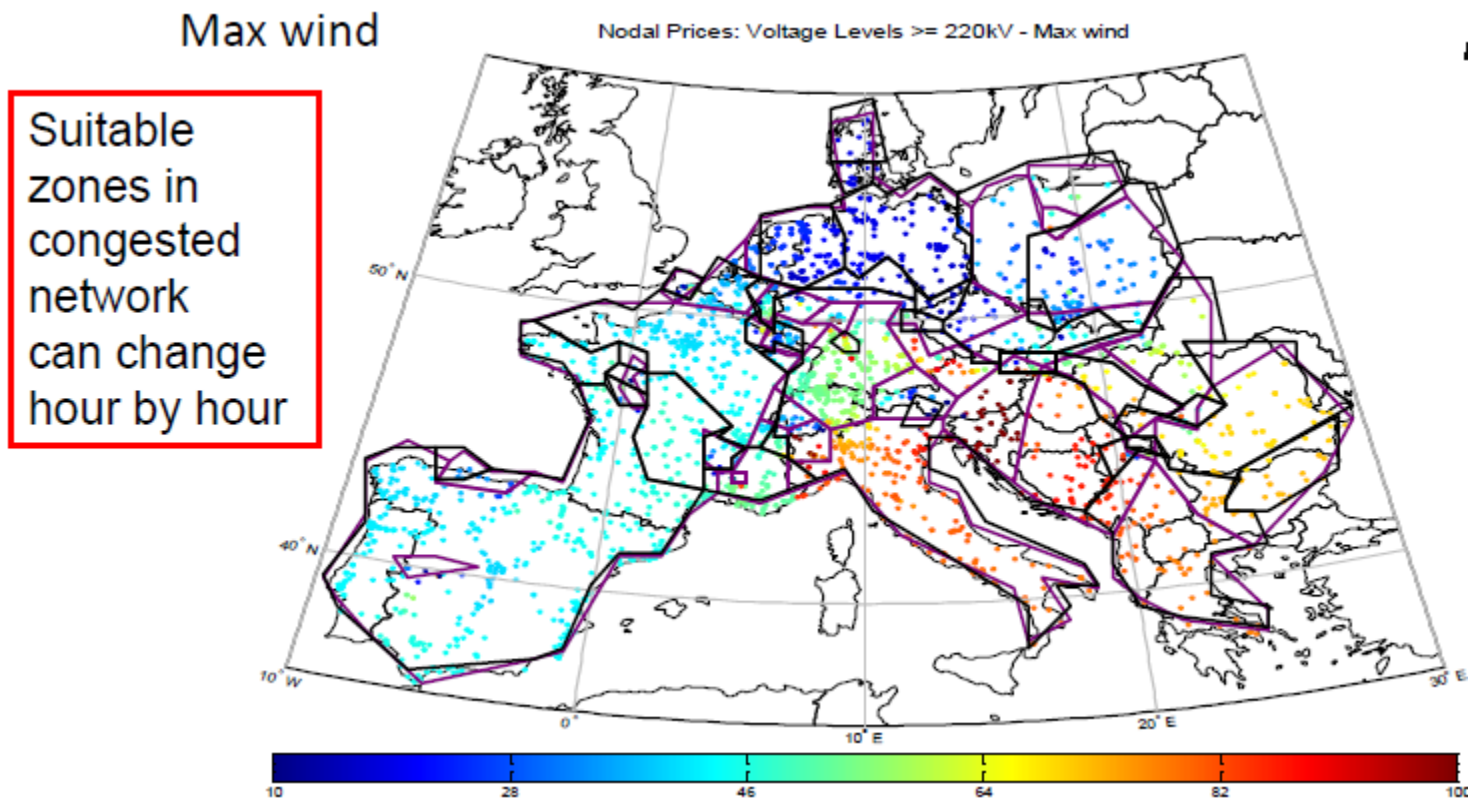 Max wind
Nodal Prices: Voltage Levels >= 220kV - Max wind
Suitable
zones in
congested
network
can change
hour by hour
50° N
40° N
10° W
0°
10° E
20° E
30° E
10 28 46 64 82 100